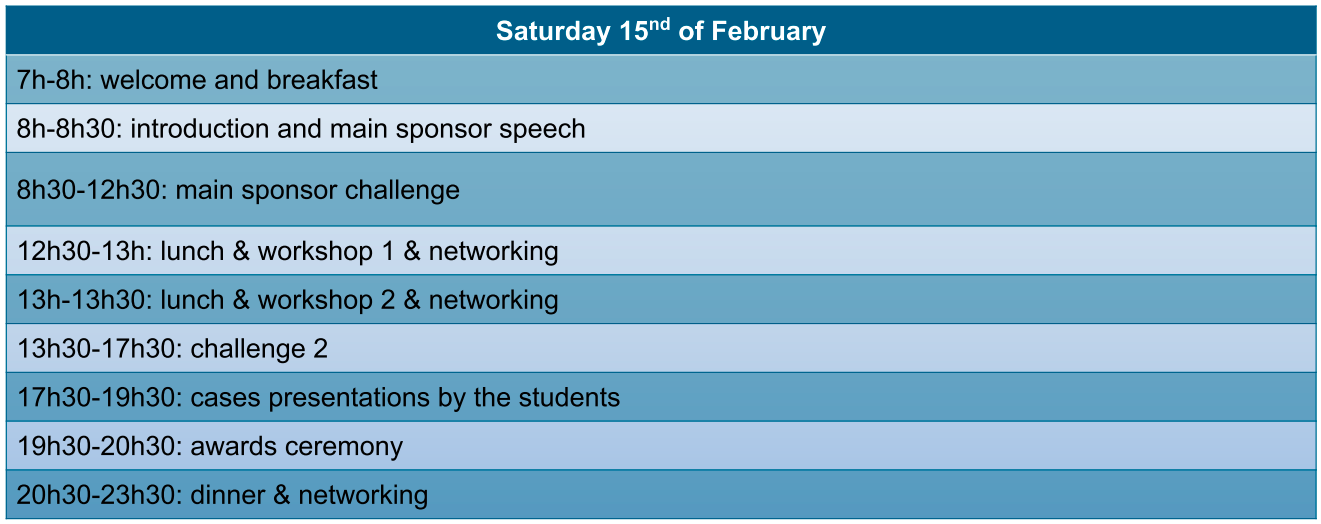 Saturday 15nd of February
7h-8h: welcome and breakfast
8h-8h30: introduction and main sponsor speech
8h30-12h30: main sponsor challenge
12h30-13h: lunch & workshop 1 & networking
13h-13h30: lunch & workshop 2 & networking
13h30-17h30: challenge 2
17h30-19h30: cases presentations by the students
19h30-20h30: awards ceremony
20h30-23h30: dinner & networking